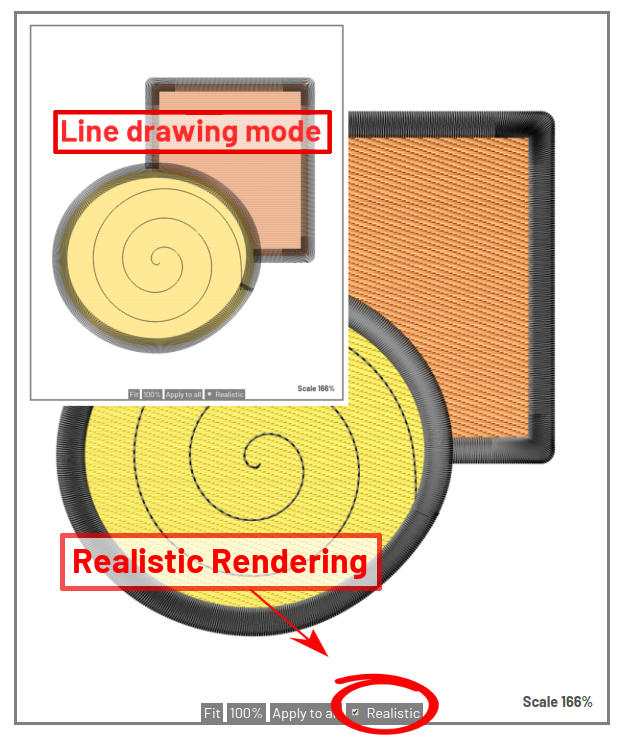 Line drawing mode
Fit 100% Apply to all Realistic
Scale 166%
Realistic Rendering
Scale 166%
Fit 100% Apply to all Realistic